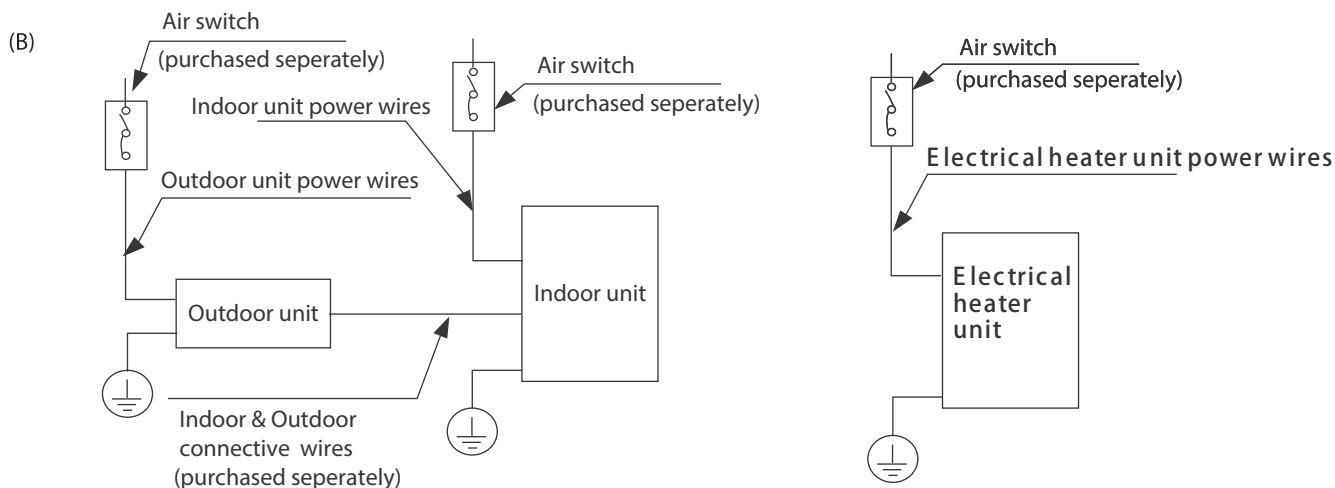 (B)
Air switch
(purchased seperately)
Indoor unit power wires
Air switch
(purchased seperately)
Outdoor unit power wires
Outdoor unit
Indoor unit
Indoor & Outdoor
connective wires
(purchased seperately)
Air switch
(purchased seperately)
Electrical heater unit power wires
Electrical
heater
unit